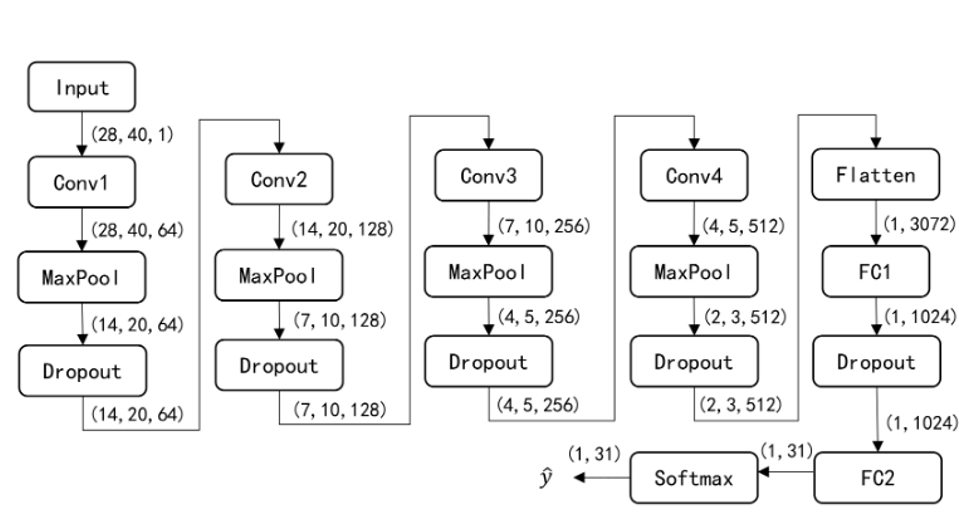 Input
(28, 40, 1)
Conv1
(28, 40, 64)
MaxPool
(14, 20, 64)
Dropout
(14, 20, 64)
Conv2
(14, 20, 128)
MaxPool
(7, 10, 128)
Dropout
(7, 10, 128)
Conv3
(7, 10, 256)
MaxPool
(4, 5, 256)
Dropout
(4, 5, 256)
Conv4
(4, 5, 512)
MaxPool
(2, 3, 512)
Dropout
(2, 3, 512)
Flatten
(1, 3072)
FC1
(1, 1024)
Dropout
(1, 1024)
FC2
(1, 31)
Softmax
(1, 31)
ŷ